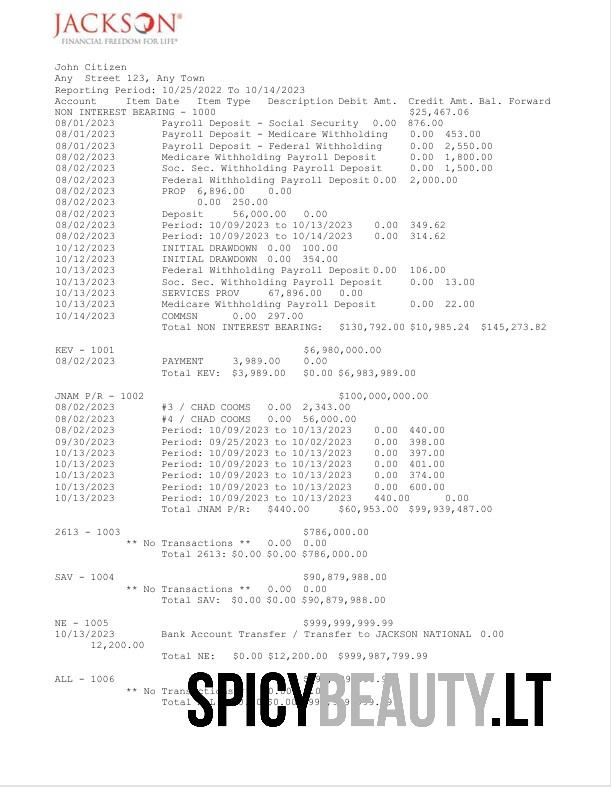 JACKSON®
FINANCIAL FREEDOM FOR LIFE®
John Citizen
Any Street 123, Any Town
Reporting Period: 10/25/2022 To 10/14/2023
Account Item Date Item Type Description Debit Amt. Credit Amt. Bal. Forward
NON INTEREST BEARING - 1000 $25,467.06
08/01/2023 Payroll Deposit - Social Security 0.00 876.00
08/01/2023 Payroll Deposit - Medicare Withholding 0.00 453.00
08/01/2023 Payroll Deposit - Federal Withholding 0.00 2,550.00
08/02/2023 Medicare Withholding Payroll Deposit 0.00 1,800.00
08/02/2023 Soc. Sec. Withholding Payroll Deposit 0.00 1,500.00
08/02/2023 Federal Withholding Payroll Deposit 0.00 2,000.00
08/02/2023 PROP 6,896.00 0.00
08/02/2023 0.00 250.00
08/02/2023 Deposit 56,000.00 0.00
08/02/2023 Period: 10/09/2023 to 10/13/2023 0.00 349.62
08/02/2023 Period: 10/09/2023 to 10/14/2023 0.00 314.62
10/12/2023 INITIAL DRAWDOWN 0.00 100.00
10/12/2023 INITIAL DRAWDOWN 0.00 354.00
10/13/2023 Federal Withholding Payroll Deposit 0.00 106.00
10/13/2023 Soc. Sec. Withholding Payroll Deposit 0.00 13.00
10/13/2023 SERVICES PROV 67,896.00 0.00
10/13/2023 Medicare Withholding Payroll Deposit 0.00 22.00
10/14/2023 COMMSN 0.00 297.00
Total NON INTEREST BEARING: $130,792.00 $10,985.24 $145,273.82
KEV - 1001 $6,980,000.00
08/02/2023 PAYMENT 3,989.00 0.00
Total KEV: $3,989.00 $0.00 $6,983,989.00
JNAM P/R - 1002 $100,000,000.00
08/02/2023 #3 / CHAD COOMS 0.00 2,343.00
08/02/2023 #4 / CHAD COOMS 0.00 56,000.00
08/02/2023 Period: 10/09/2023 to 10/13/2023 0.00 440.00
09/30/2023 Period: 09/25/2023 to 10/02/2023 0.00 398.00
10/13/2023 Period: 10/09/2023 to 10/13/2023 0.00 397.00
10/13/2023 Period: 10/09/2023 to 10/13/2023 0.00 401.00
10/13/2023 Period: 10/09/2023 to 10/13/2023 0.00 374.00
10/13/2023 Period: 10/09/2023 to 10/13/2023 0.00 600.00
10/13/2023 Period: 10/09/2023 to 10/13/2023 440.00 0.00
Total JNAM P/R: $440.00 $60,953.00 $99,939,487.00
2613 - 1003 $786,000.00
** No Transactions ** 0.00 0.00
Total 2613: $0.00 $0.00 $786,000.00
SAV - 1004 $90,879,988.00
** No Transactions ** 0.00 0.00
Total SAV: $0.00 $0.00 $90,879,988.00
NE - 1005 $999,999,999.99
10/13/2023 Bank Account Transfer / Transfer to JACKSON NATIONAL 0.00
12,200.00
Total NE: $0.00 $12,200.00 $999,987,799.99
ALL - 1006
** No
SPICYBEAUTY.LT